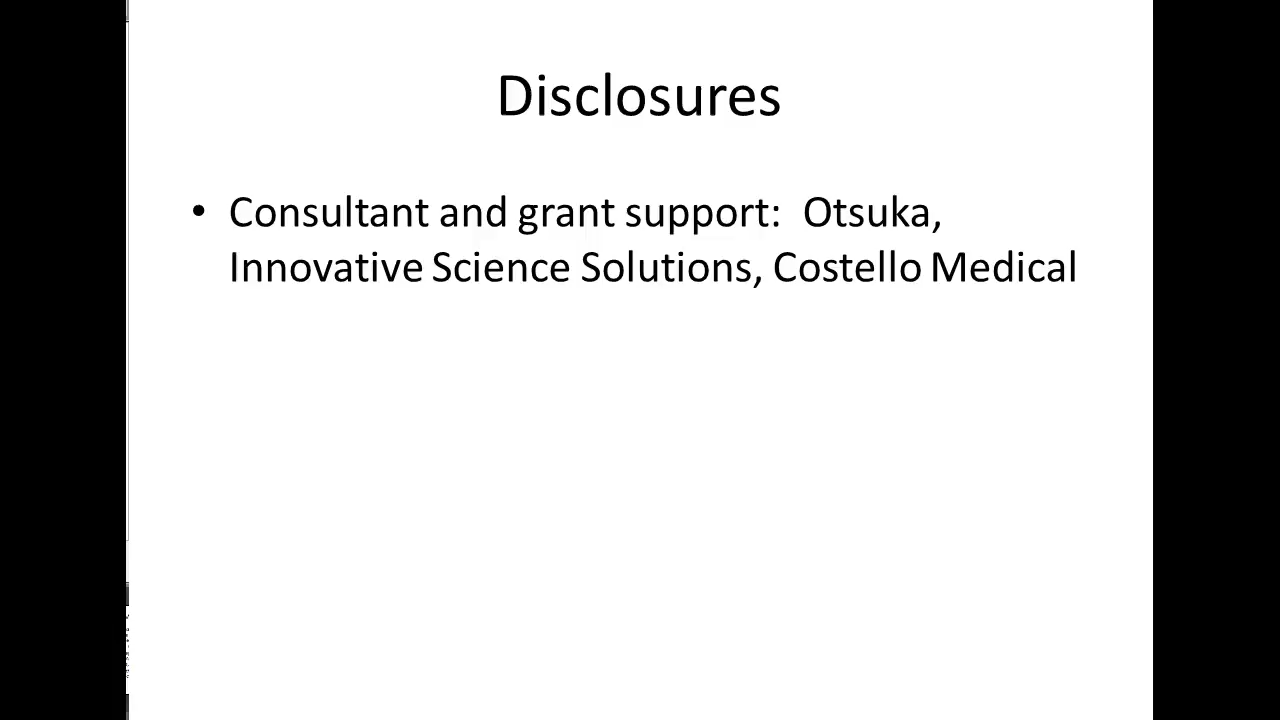 Disclosures
• Consultant and grant support:  Otsuka,
Innovative Science Solutions, Costello Medical